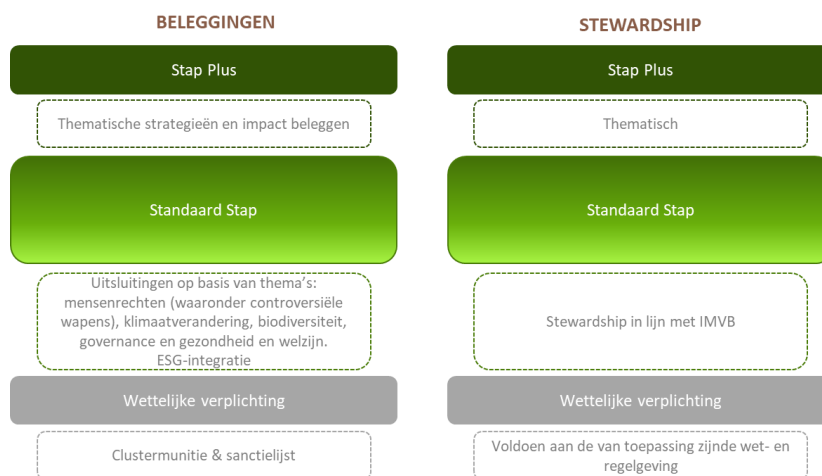 BELEGGINGEN
Stap Plus
Thematische strategieën en impact beleggen
Standaard Stap
Uitsluitingen op basis van thema's:
mensenrechten (waaronder controversiële
wapens), klimaatverandering, biodiversiteit,
governance en gezondheid en welzijn.
ESG-integratie
Wettelijke verplichting
Clustermunitie & sanctielijst
STEWARDSHIP
Stap Plus
Thematisch
Standaard Stap
Stewardship in lijn met IMVB
Wettelijke verplichting
Voldoen aan de van toepassing zijnde wet- en
regelgeving